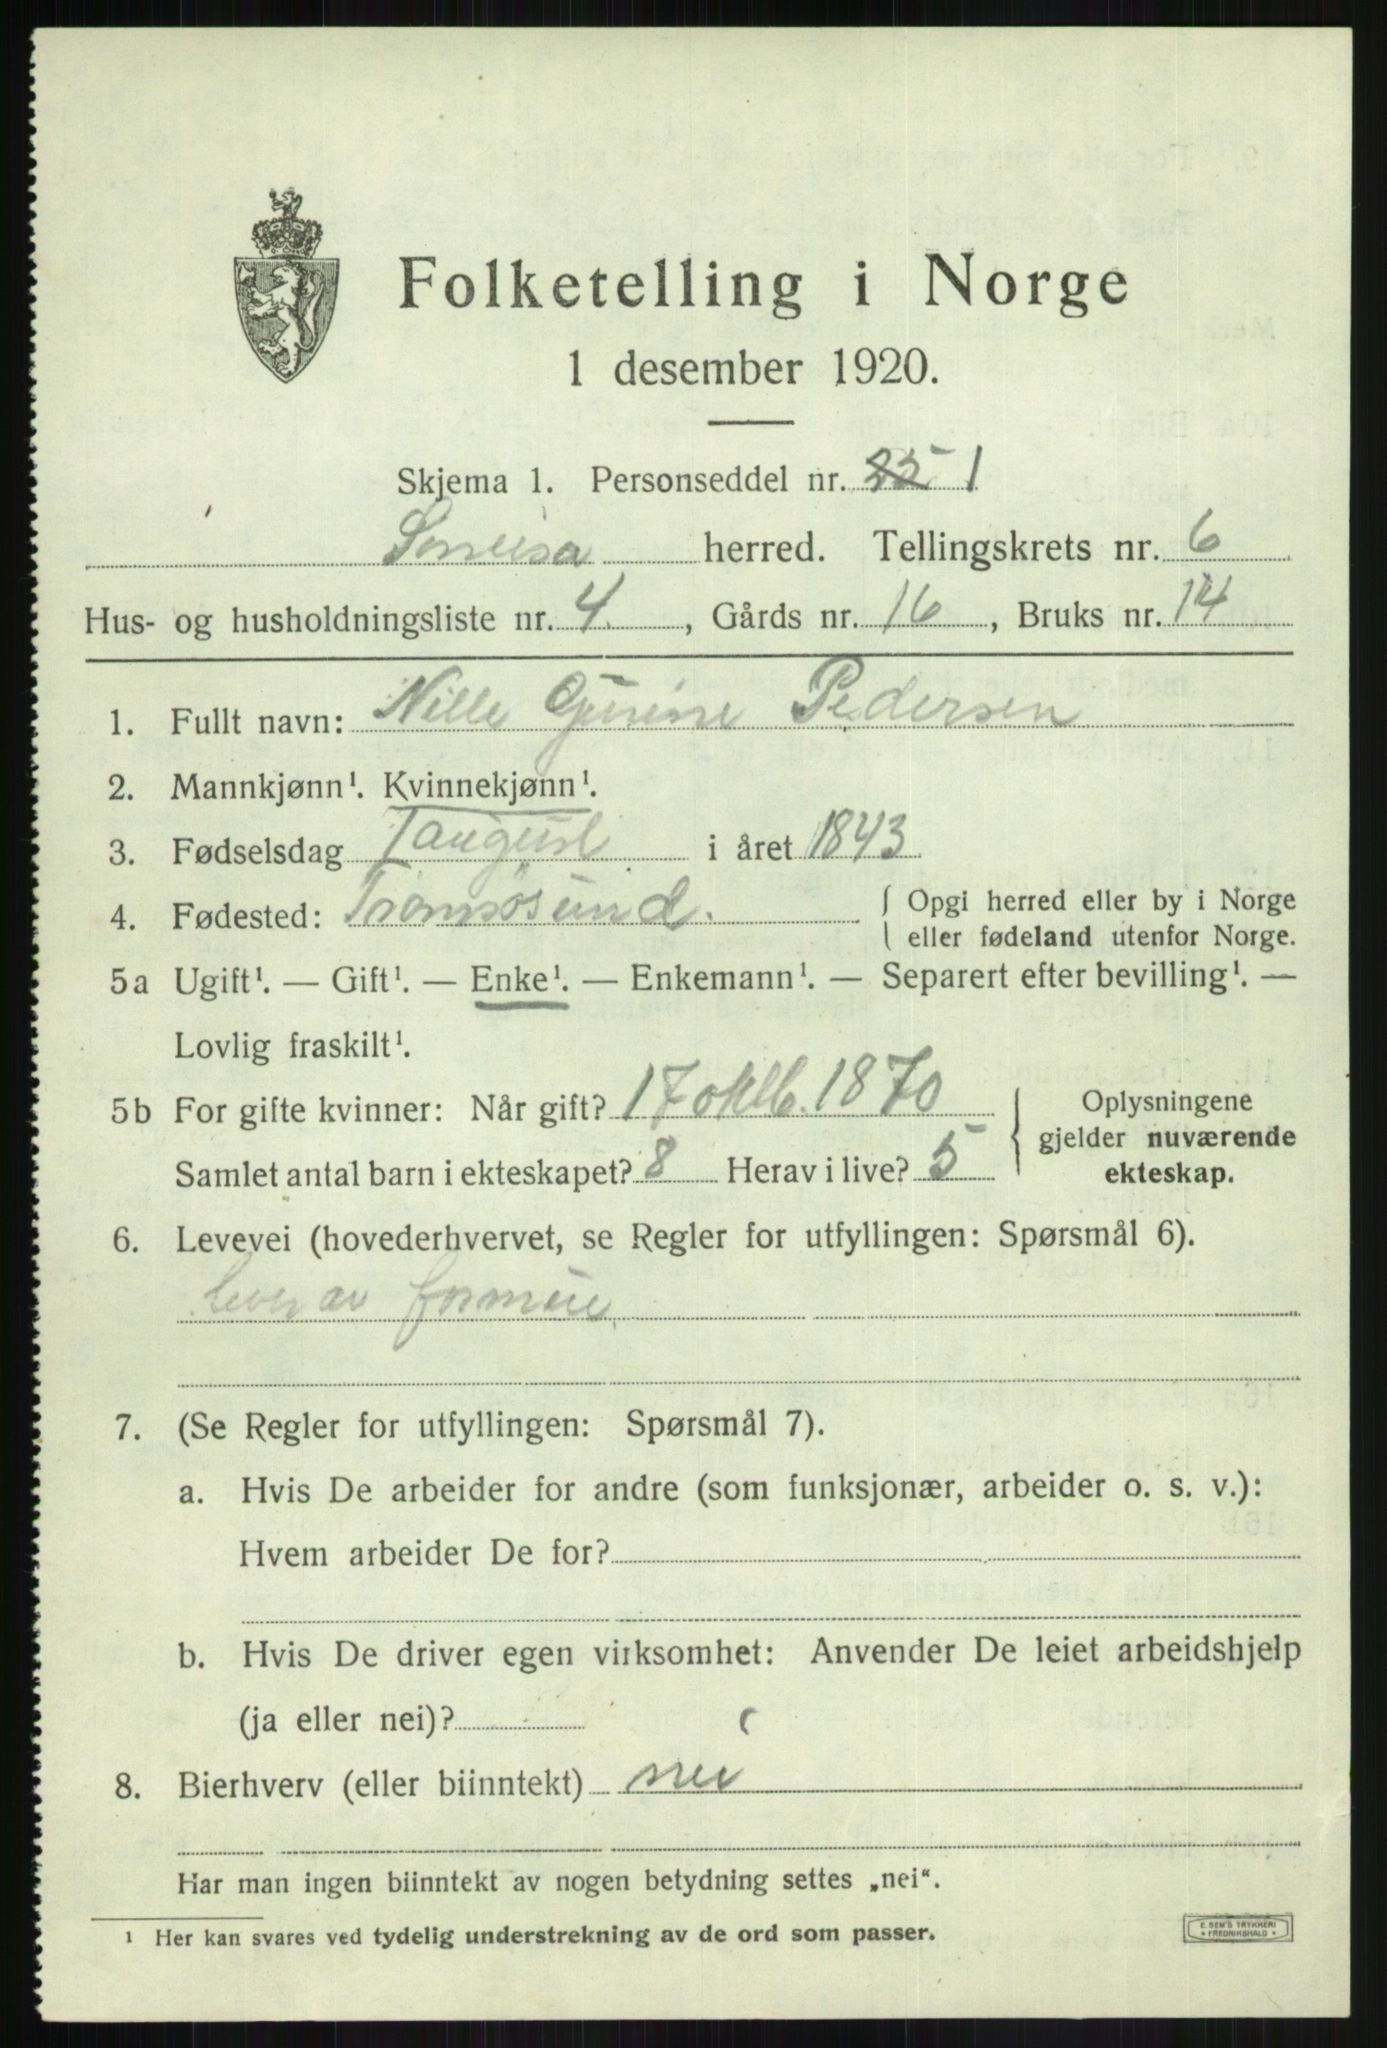 Folketelling i Norge
1 desember 1920.
Skjema 1. Personseddel nr. 25 1
herred. Tellingskrets nr. 6
Hus- og husholdningsliste nr. 4, Gårds nr. 16, Bruks nr. 14
1. Fullt navn: Nille Pedersen
2. Mannkjønn¹. Kvinnekjønn¹.
3. Fødselsdag 1 august i året 1843
4. Fødested: Tromsøsund. { Opgi herred eller by i Norge
eller fødeland utenfor Norge.
5a Ugift¹. — Gift¹. — Enke¹. — Enkemann¹. — Separert efter bevilling¹. —
Lovlig fraskilt¹.
5b For gifte kvinner: Når gift? 17 oktb. 1870
Samlet antal barn i ekteskapet? 8 Herav i live? 5
Oplysningene
gjelder nuværende
ekteskap.
6. Levevei (hovederhvervet, se Regler for utfyllingen: Spørsmål 6).
lever av formue
7. (Se Regler for utfyllingen: Spørsmål 7).
a. Hvis De arbeider for andre (som funksjonær, arbeider o. s. v.):
Hvem arbeider De for?
b. Hvis De driver egen virksomhet: Anvender De leiet arbeidshjelp
(ja eller nei)?
8. Bierhverv (eller biinntekt) nei
Har man ingen biinntekt av nogen betydning settes „nei“.
¹ Her kan svares ved tydelig understrekning av de ord som passer.
E. SEM'S TRYKKERI
FREDRIKSHALD